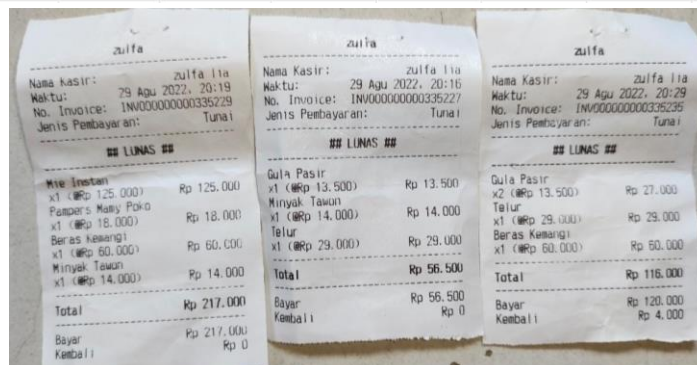 zulfa
Nama Kasir: zulfa lia
Waktu: 29 Agu 2022, 20:19
No. Invoice: INV000000000335229
Jenis Pembayaran: Tunai
## LUNAS ##
Mie Instan
x1 (@Rp 125.000) Rp 125.000
Pampers Mamy Poko
x1 (@Rp 18.000) Rp 18.000
Beras Kemangi
x1 (@Rp 60.000) Rp 60.000
Minyak Tawon
x1 (@Rp 14.000) Rp 14.000
Total Rp 217.000
Bayar Rp 217.000
Kembali Rp 0
zulfa
Nama Kasir: zulfa lia
Waktu: 29 Agu 2022, 20:16
No. Invoice: INV000000000335227
Jenis Pembayaran: Tunai
## LUNAS ##
Gula Pasir
x1 (@Rp 13.500) Rp 13.500
Minyak Tawon
x1 (@Rp 14.000) Rp 14.000
Telur
x1 (@Rp 29.000) Rp 29.000
Total Rp 56.500
Bayar Rp 56.500
Kembali Rp 0
zulfa
Nama Kasir: zulfa lia
Waktu: 29 Agu 2022, 20:29
No. Invoice: INV000000000335235
Jenis Pembayaran: Tunai
## LUNAS ##
Gula Pasir
x2 (@Rp 13.500) Rp 27.000
Telur
x1 (@Rp 29.000) Rp 29.000
Beras Kemangi
x1 (@Rp 60.000) Rp 60.000
Total Rp 116.000
Bayar Rp 120.000
Kembali Rp 4.000